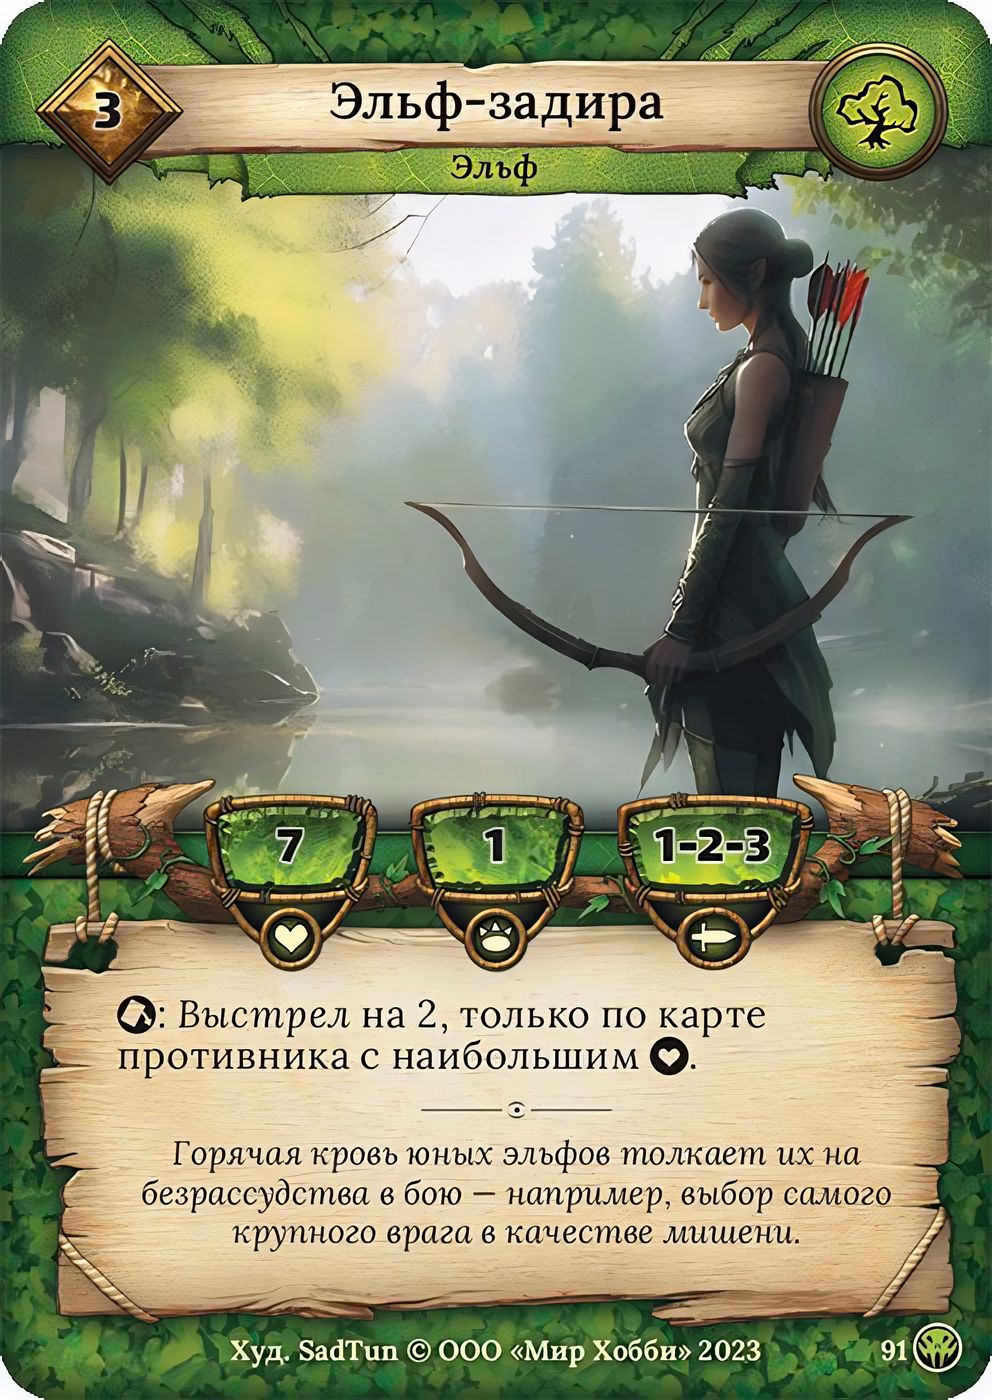 3
Эльф-задира
Эльф
7
1
1-2-3
: Выстрел на 2, только по карте
противника с наибольшим .
Горячая кровь юных эльфов толкает их на
безрассудства в бою — например, выбор самого
крупного врага в качестве мишени.
Худ. SadTun © ООО «Мир Хобби» 2023
91